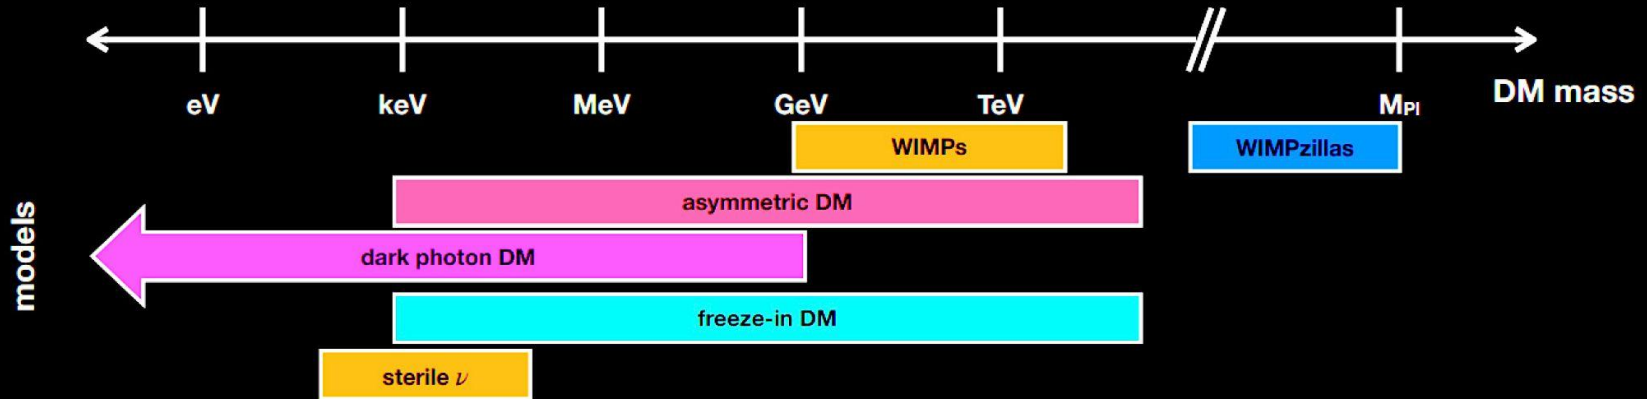 eV keV MeV GeV TeV MPl DM mass
WIMPs WIMPzillas
asymmetric DM
models
dark photon DM
freeze-in DM
sterile ν